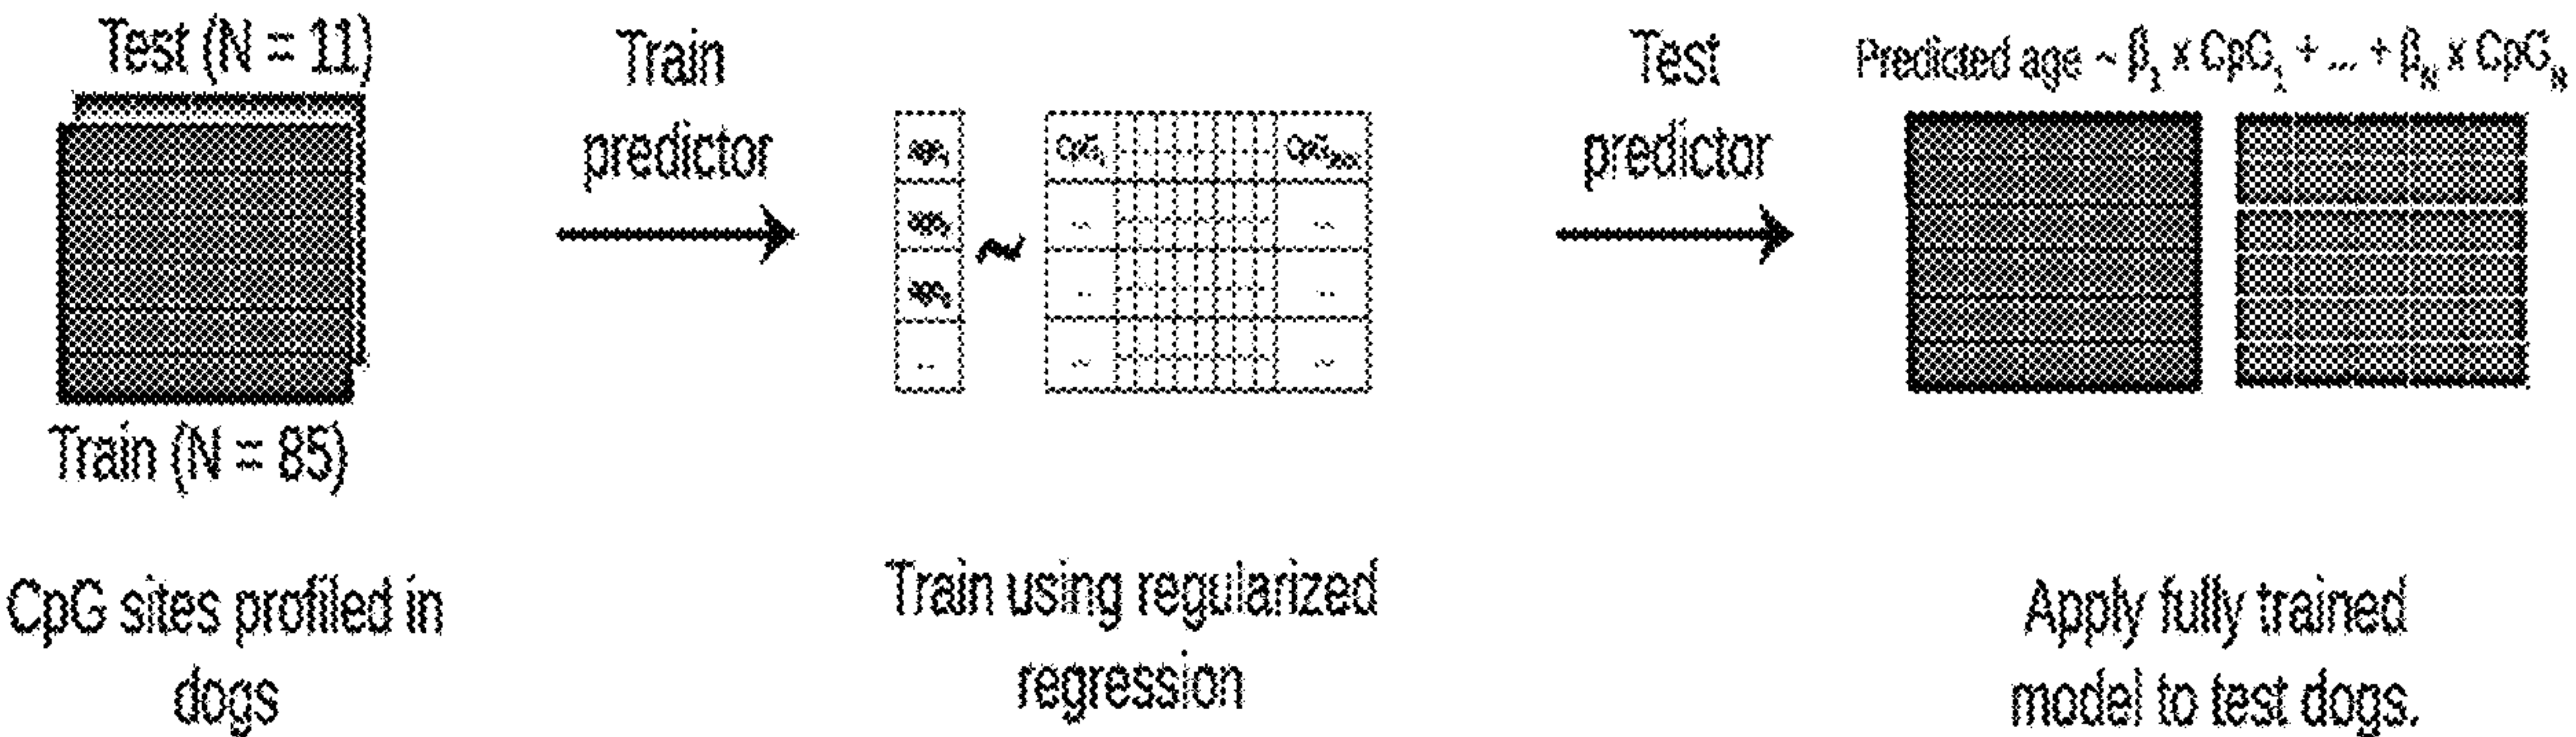 Test (N = 11)
Train (N = 85)
CpG sites profiled in
dogs
Train
predictor
CpG₁
..
..
..
..
..
..
..
~
Train using regularized
regression
Test
predictor
Predicted age ~ β₁ x CpG₁ + ... + βₙ x CpGₙ
Apply fully trained
model to test dogs.